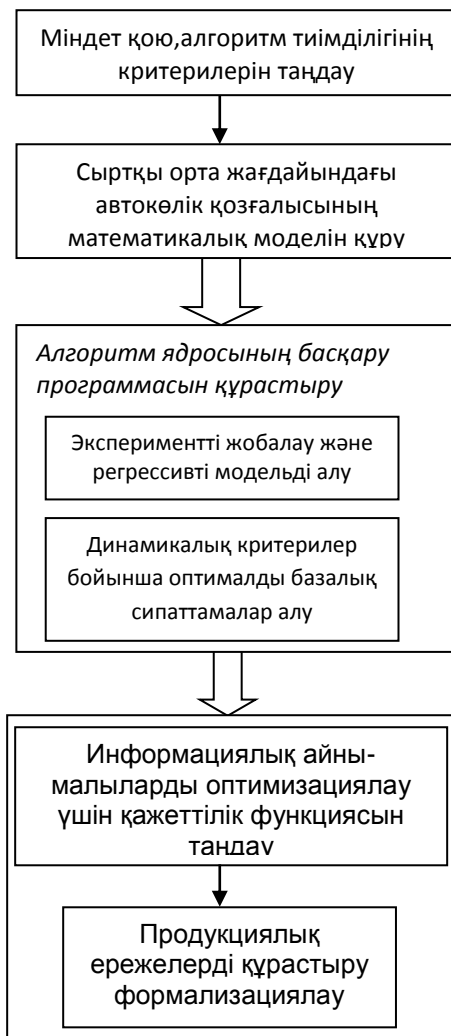 Міндет қою,алгоритм тиімділігінің
критерилерін таңдау
Сыртқы орта жағдайындағы
автокөлік қозғалысының
математикалық моделін құру
Алгоритм ядросының басқару
программасын құрастыру
Экспериментті жобалау және
регрессивті модельді алу
Динамикалық критерилер
бойынша оптималды базалық
сипаттамалар алу
Информациялық айны-
малыларды оптимизациялау
үшін қажеттілік функциясын
таңдау
Продукциялық
ережелерді құрастыру
формализациялау